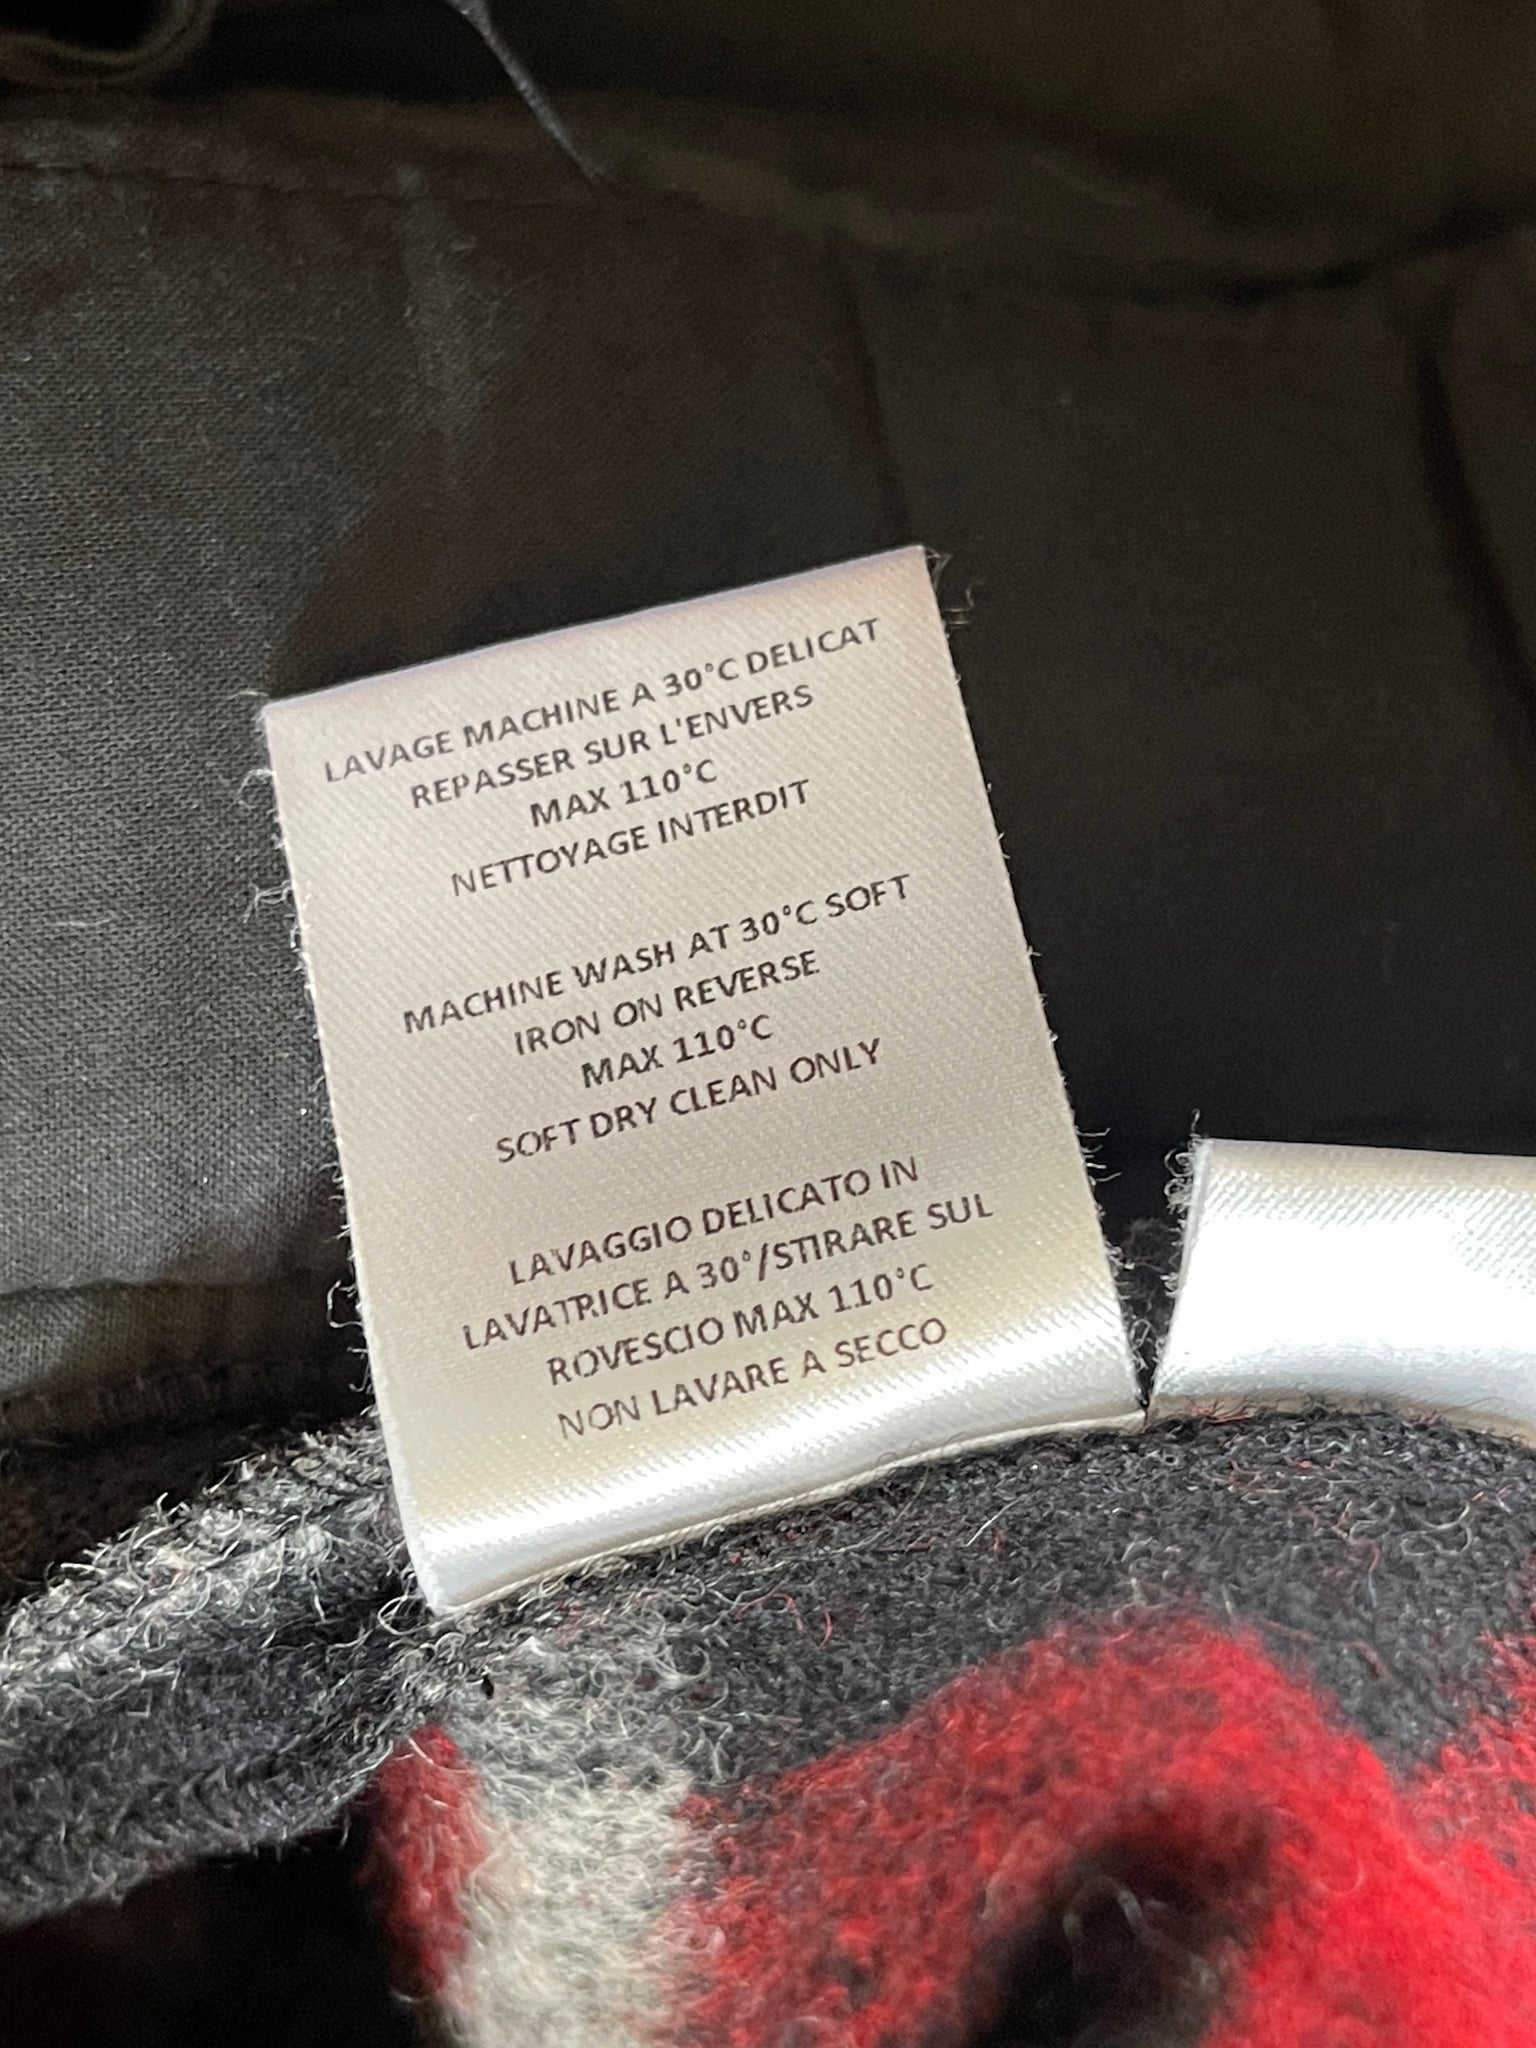 LAVAGE MACHINE A 30°C DELICAT
REPASSER SUR L'ENVERS
MAX 110°C
NETTOYAGE INTERDIT
MACHINE WASH AT 30°C SOFT
IRON ON REVERSE
MAX 110°C
SOFT DRY CLEAN ONLY
LAVAGGIO DELICATO IN
LAVATRICE A 30°/STIRARE SUL
ROVESCIO MAX 110°C
NON LAVARE A SECCO